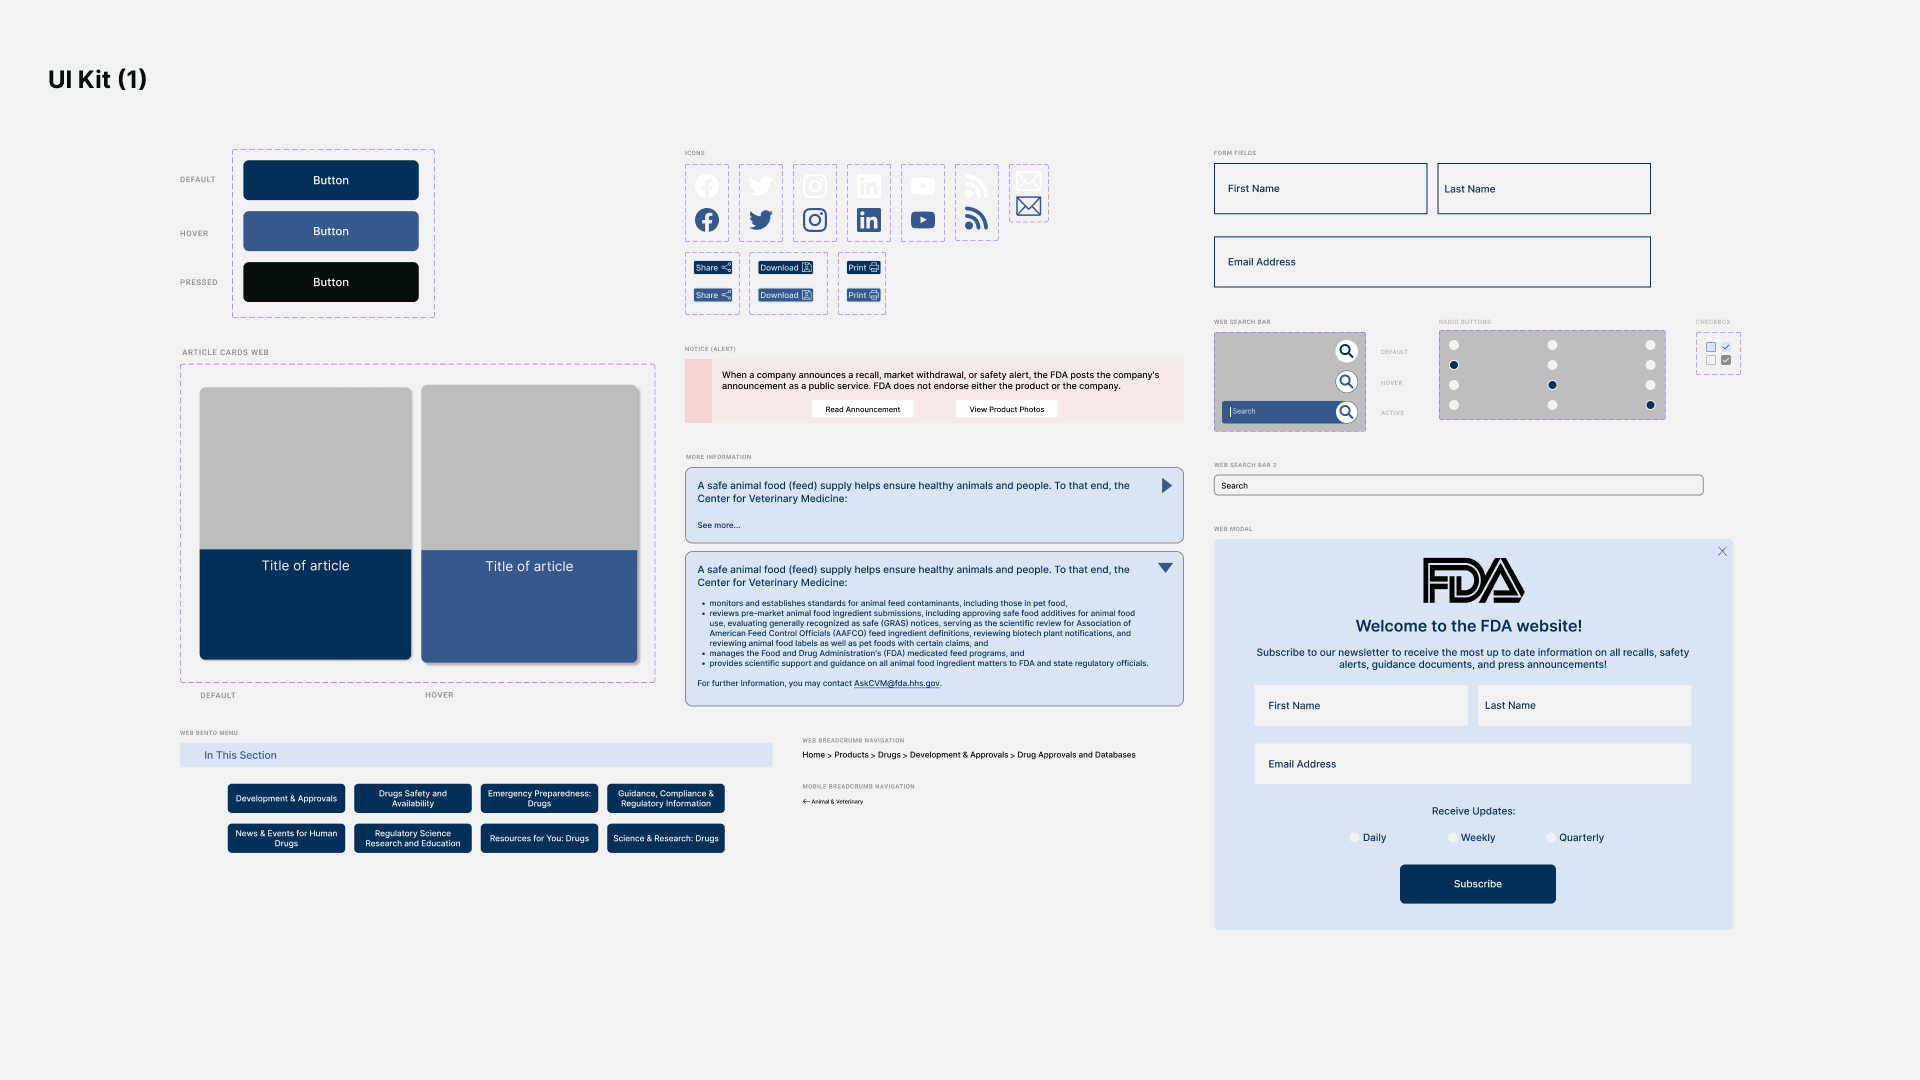 UI Kit (1)
DEFAULT
Button
HOVER
Button
PRESSED
Button
ARTICLE CARDS WEB
Title of article
Title of article
DEFAULT
HOVER
WEB BENTO MENU
In This Section
Development & Approvals
Drugs Safety and
Availability
Emergency Preparedness:
Drugs
Guidance, Compliance &
Regulatory Information
News & Events for Human
Drugs
Regulatory Science
Research and Education
Resources for You: Drugs
Science & Research: Drugs
ICONS
Share
Download
Print
Share
Download
Print
NOTICE (ALERT)
When a company announces a recall, market withdrawal, or safety alert, the FDA posts the company's
announcement as a public service. FDA does not endorse either the product or the company.
Read Announcement
View Product Photos
MORE INFORMATION
A safe animal food (feed) supply helps ensure healthy animals and people. To that end, the
Center for Veterinary Medicine:
See more...
A safe animal food (feed) supply helps ensure healthy animals and people. To that end, the
Center for Veterinary Medicine:
• monitors and establishes standards for animal feed contaminants, including those in pet food,
• reviews pre-market animal food ingredient submissions, including approving safe food additives for animal food
use, evaluating generally recognized as safe (GRAS) notices, serving as the scientific review for Association of
American Feed Control Officials (AAFCO) feed ingredient definitions, reviewing biotech plant notifications, and
reviewing animal food labels as well as pet foods with certain claims, and
• manages the Food and Drug Administration's (FDA) medicated feed programs, and
• provides scientific support and guidance on all animal food ingredient matters to FDA and state regulatory officials.
For further information, you may contact AskCVM@fda.hhs.gov.
WEB BREADCRUMB NAVIGATION
Home > Products > Drugs > Development & Approvals > Drug Approvals and Databases
MOBILE BREADCRUMB NAVIGATION
Animal & Veterinary
FORM FIELDS
First Name
Last Name
Email Address
WEB SEARCH BAR
Search
DEFAULT
HOVER
ACTIVE
RADIO BUTTONS
CHECKBOX
WEB SEARCH BAR 2
Search
WEB MODAL
FDA
Welcome to the FDA website!
Subscribe to our newsletter to receive the most up to date information on all recalls, safety
alerts, guidance documents, and press announcements!
First Name
Last Name
Email Address
Receive Updates:
Daily
Weekly
Quarterly
Subscribe